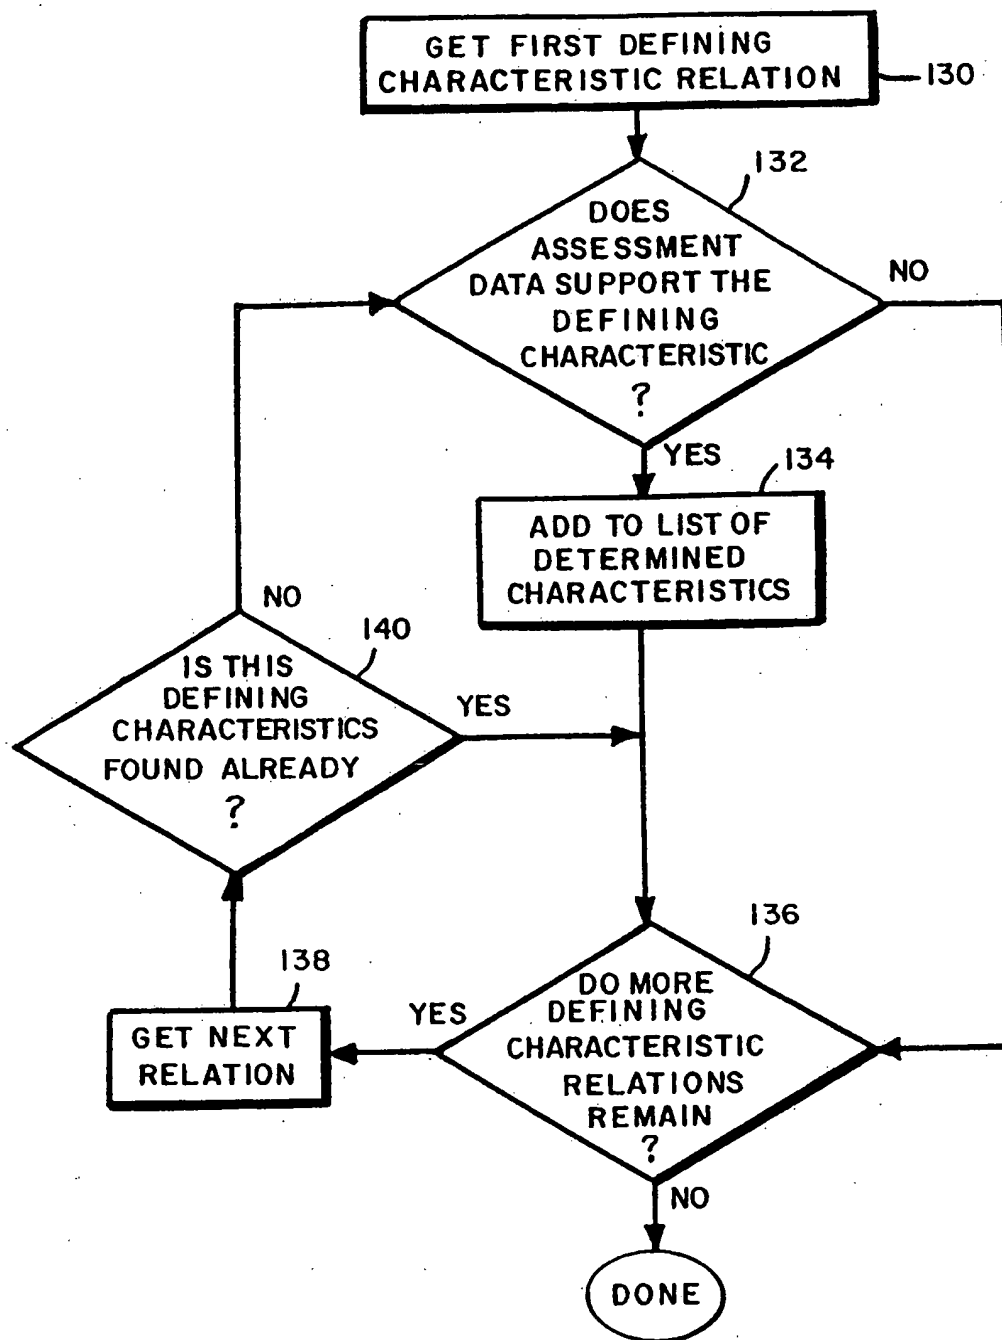 GET FIRST DEFINING
CHARACTERISTIC RELATION
130
132
DOES
ASSESSMENT
DATA SUPPORT THE
DEFINING
CHARACTERISTIC
?
NO
YES
134
ADD TO LIST OF
DETERMINED
CHARACTERISTICS
NO
140
IS THIS
DEFINING
CHARACTERISTICS
FOUND ALREADY
?
YES
136
DO MORE
DEFINING
CHARACTERISTIC
RELATIONS
REMAIN
?
YES
138
GET NEXT
RELATION
NO
DONE